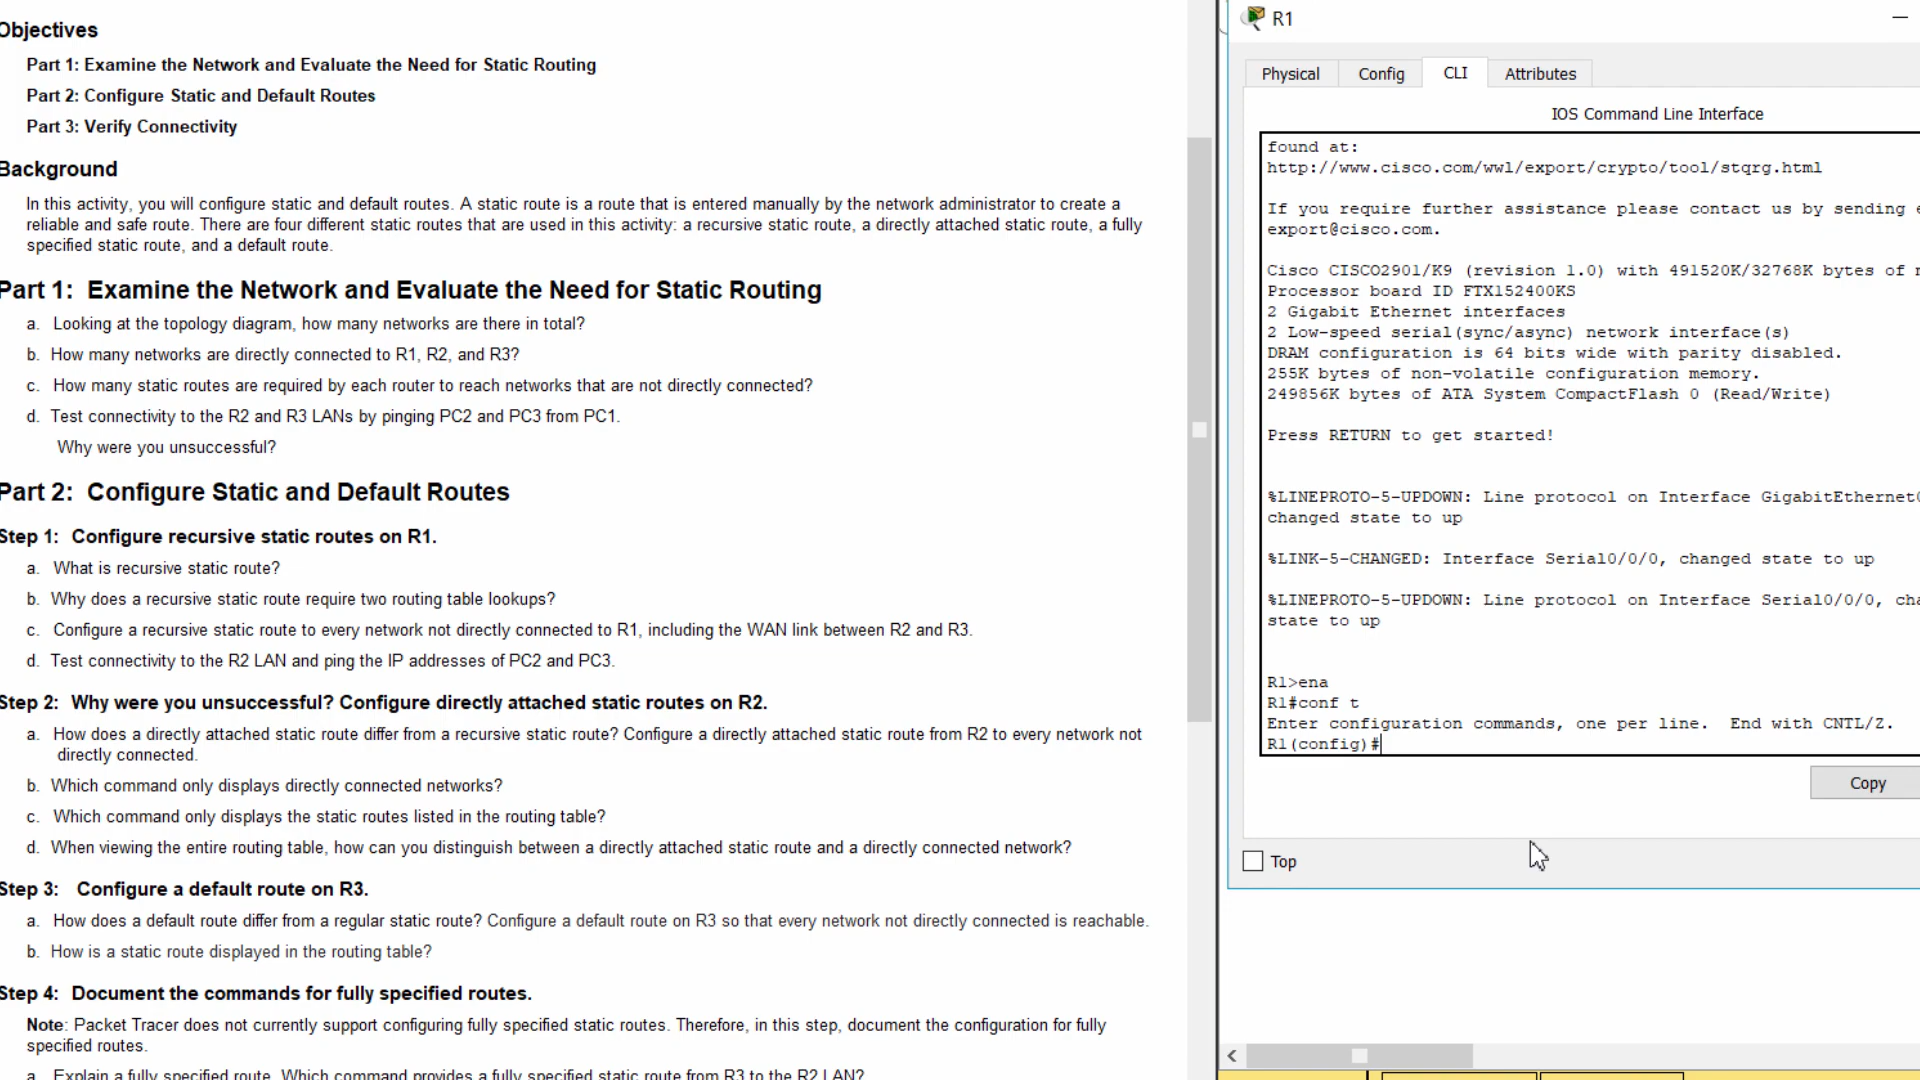 Objectives
Part 1: Examine the Network and Evaluate the Need for Static Routing
Part 2: Configure Static and Default Routes
Part 3: Verify Connectivity
Background
In this activity, you will configure static and default routes. A static route is a route that is entered manually by the network administrator to create a
reliable and safe route. There are four different static routes that are used in this activity: a recursive static route, a directly attached static route, a fully
specified static route, and a default route.
Part 1: Examine the Network and Evaluate the Need for Static Routing
a. Looking at the topology diagram, how many networks are there in total?
b. How many networks are directly connected to R1, R2, and R3?
c. How many static routes are required by each router to reach networks that are not directly connected?
d. Test connectivity to the R2 and R3 LANs by pinging PC2 and PC3 from PC1.
Why were you unsuccessful?
Part 2: Configure Static and Default Routes
Step 1: Configure recursive static routes on R1.
a. What is recursive static route?
b. Why does a recursive static route require two routing table lookups?
c. Configure a recursive static route to every network not directly connected to R1, including the WAN link between R2 and R3.
d. Test connectivity to the R2 LAN and ping the IP addresses of PC2 and PC3.
Step 2: Why were you unsuccessful? Configure directly attached static routes on R2.
a. How does a directly attached static route differ from a recursive static route? Configure a directly attached static route from R2 to every network not
directly connected.
b. Which command only displays directly connected networks?
c. Which command only displays the static routes listed in the routing table?
d. When viewing the entire routing table, how can you distinguish between a directly attached static route and a directly connected network?
Step 3: Configure a default route on R3.
a. How does a default route differ from a regular static route? Configure a default route on R3 so that every network not directly connected is reachable.
b. How is a static route displayed in the routing table?
Step 4: Document the commands for fully specified routes.
Note: Packet Tracer does not currently support configuring fully specified static routes. Therefore, in this step, document the configuration for fully
specified routes.
a. Explain a fully specified route. Which command provides a fully specified static route from R3 to the R2 LAN?
R1
Physical Config CLI Attributes
IOS Command Line Interface
found at:
http://www.cisco.com/wwl/export/crypto/tool/stqrg.html
If you require further assistance please contact us by sending
export@cisco.com.
Cisco CISCO2901/K9 (revision 1.0) with 491520K/32768K bytes of
Processor board ID FTX152400KS
2 Gigabit Ethernet interfaces
2 Low-speed serial(sync/async) network interface(s)
DRAM configuration is 64 bits wide with parity disabled.
255K bytes of non-volatile configuration memory.
249856K bytes of ATA System CompactFlash 0 (Read/Write)
Press RETURN to get started!
%LINEPROTO-5-UPDOWN: Line protocol on Interface GigabitEthernet
changed state to up
%LINK-5-CHANGED: Interface Serial0/0/0, changed state to up
%LINEPROTO-5-UPDOWN: Line protocol on Interface Serial0/0/0, cha
state to up
R1>ena
R1#conf t
Enter configuration commands, one per line. End with CNTL/Z.
R1(config)#
Copy
Top